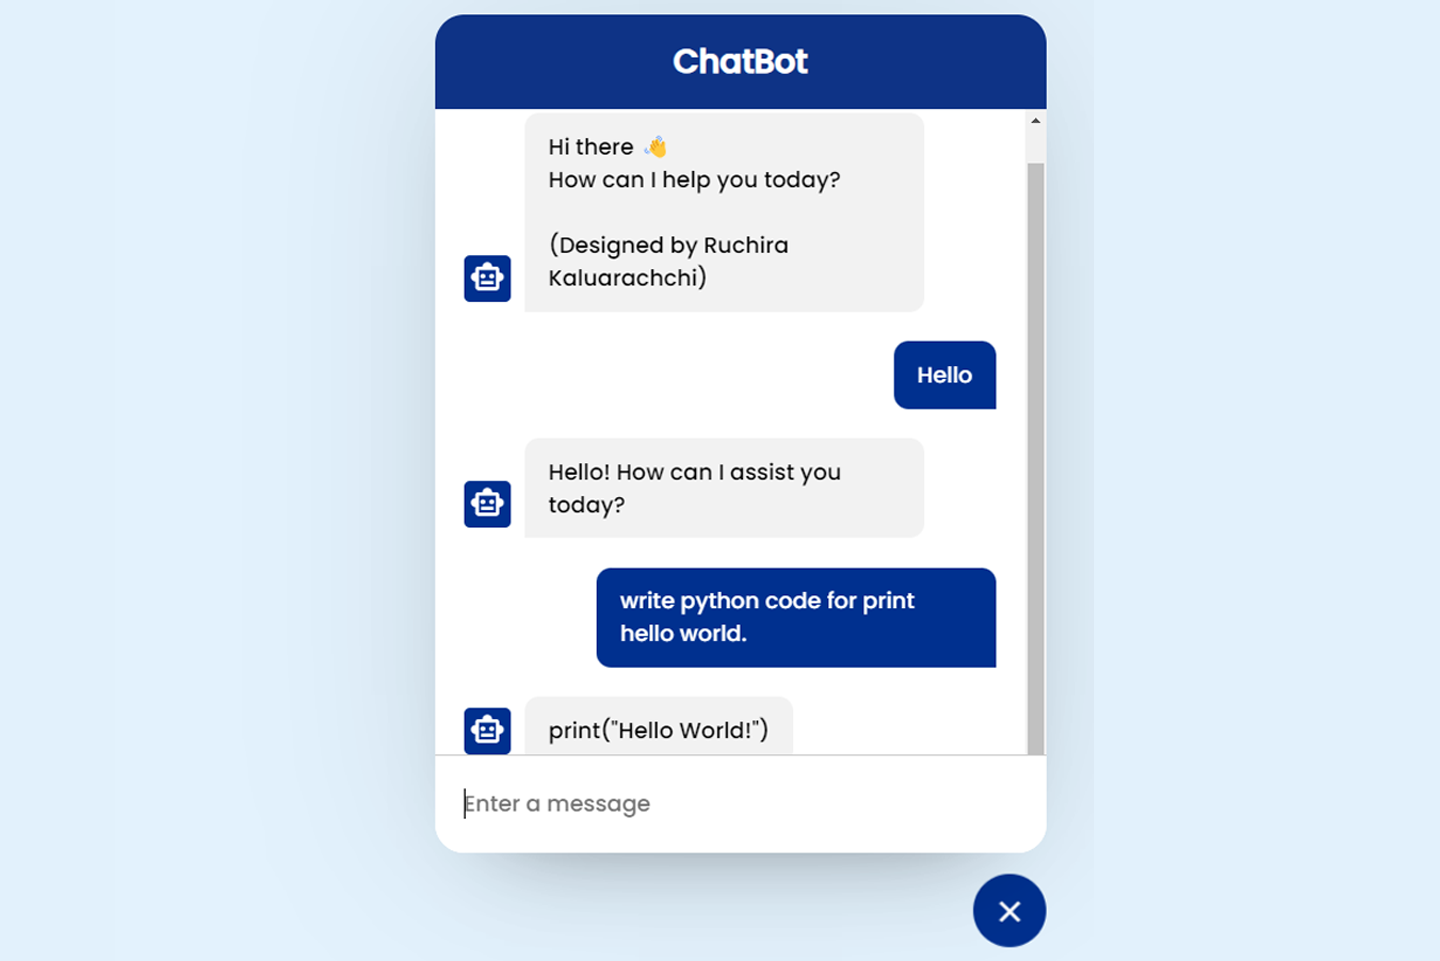 ChatBot
Hi there 👋
How can I help you today?
(Designed by Ruchira
Kaluarachchi)
Hello
Hello! How can I assist you
today?
write python code for print
hello world.
print("Hello World!")
Enter a message